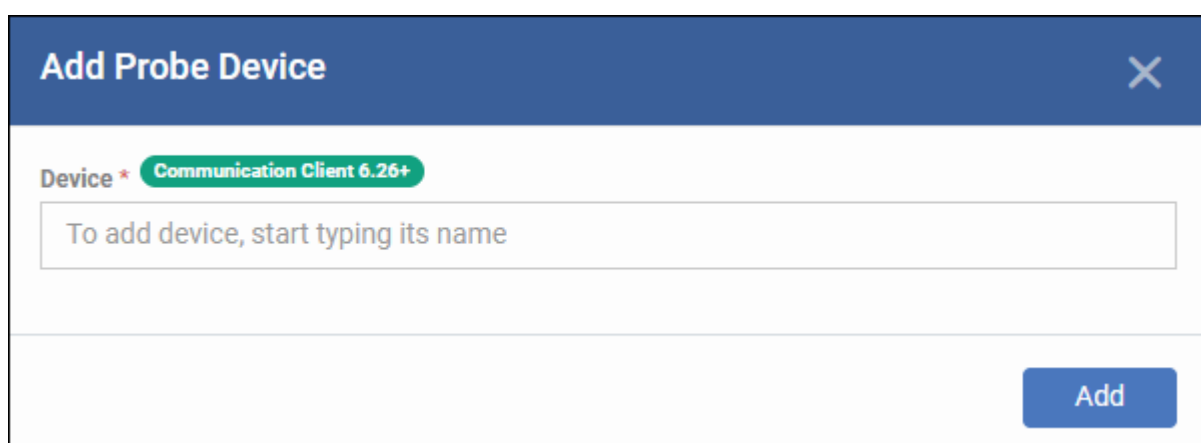 Add Probe Device
Device * Communication Client 6.26+
To add device, start typing its name
Add